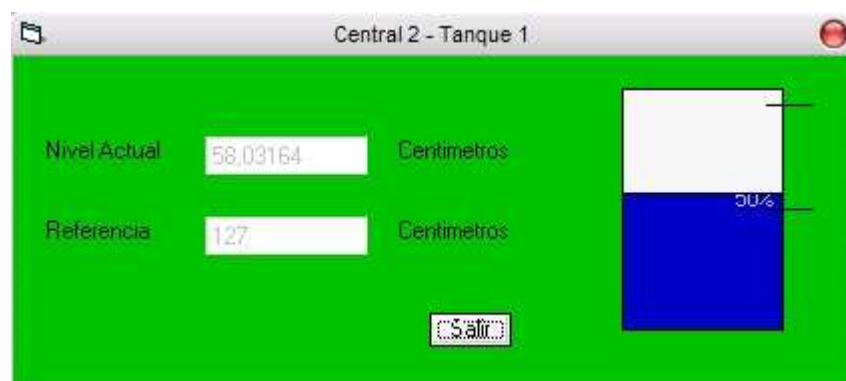 Central 2 - Tanque 1
Nivel Actual 58,03164 Centimetros
50%
Referencia 127 Centimetros
Salir